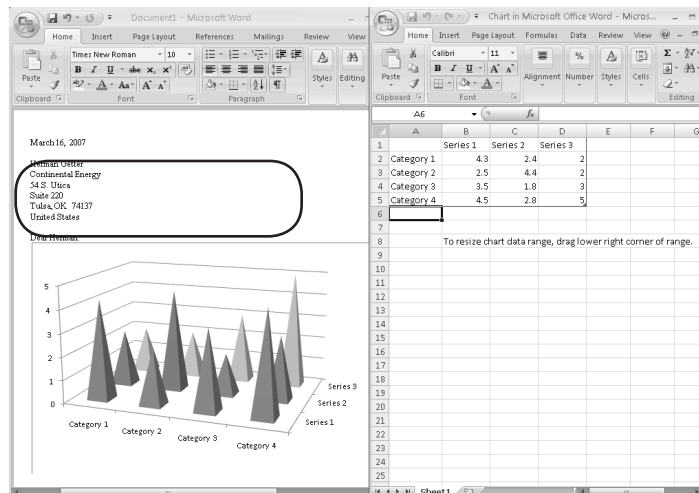 Document1 - Microsoft Word
Home Insert Page Layout References Mailings Review View
Paste
Times New Roman 10
B I U abc x, x²
Aa A A
Styles Editing
Clipboard Font Paragraph
March 16, 2007
Herman Getter
Continental Energy
54 S. Utica
Suite 220
Tulsa, OK 74137
United States
Dear Herman:
5
4
3
2
1
0
Category 1
Category 2
Category 3
Category 4
Series 3
Series 2
Series 1
Chart in Microsoft Office Word - Micros...
Home Insert Page Layout Formulas Data Review View
Paste
Calibri 11
B I U A A
Alignment Number Styles Cells
Clipboard Font Editing
A6 fx
A B C D E F G
1 Series 1 Series 2 Series 3
2 Category 1 4.3 2.4 2
3 Category 2 2.5 4.4 2
4 Category 3 3.5 1.8 3
5 Category 4 4.5 2.8 5
6
7
8 To resize chart data range, drag lower right corner of range.
9
10
11
12
13
14
15
16
17
18
19
20
21
22
23
24
25
Sheet1